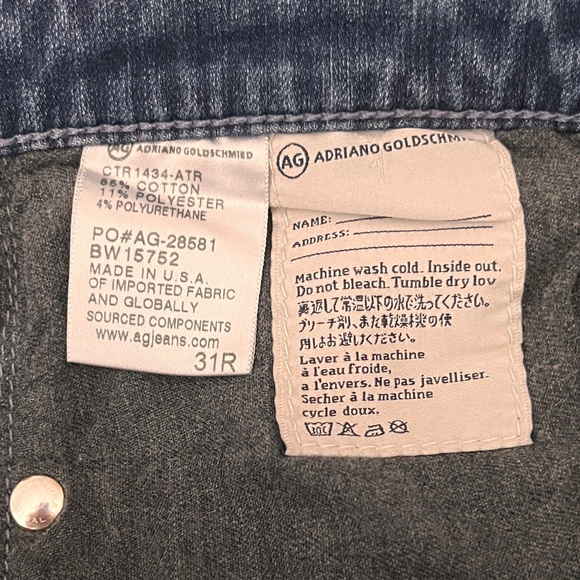 AG ADRIANO GOLDSCHMIED
CTR1434-ATR
85% COTTON
11% POLYESTER
4% POLYURETHANE
PO#AG-28581
BW15752
MADE IN U.S.A.
OF IMPORTED FABRIC
AND GLOBALLY
SOURCED COMPONENTS
www.agjeans.com
31R
AG ADRIANO GOLDSCHM
NAME:
ADDRESS:
Machine wash cold. Inside out.
Do not bleach. Tumble dry low
裏返しして常温以下の水で洗ってください。
ブリーチ剤、また乾燥機の使
用はお避けください。
Laver à la machine
à l'eau froide,
a l'envers. Ne pas javelliser.
Secher à la machine
cycle doux.
AL